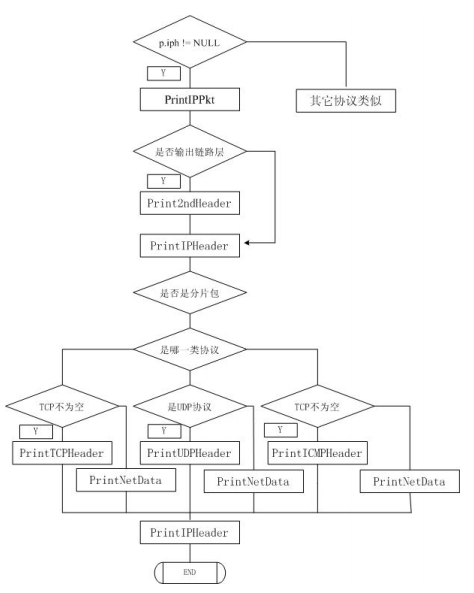 p.iph != NULL
Y
PrintIPPkt
其它协议类似
是否输出链路层
Y
Print2ndHeader
PrintIPHeader
是否是分片包
是哪一类协议
TCP不为空
是UDP协议
TCP不为空
Y
Y
Y
PrintTCPHeader
PrintUDPHeader
PrintICMPHeader
PrintNetData
PrintNetData
PrintNetData
PrintIPHeader
END